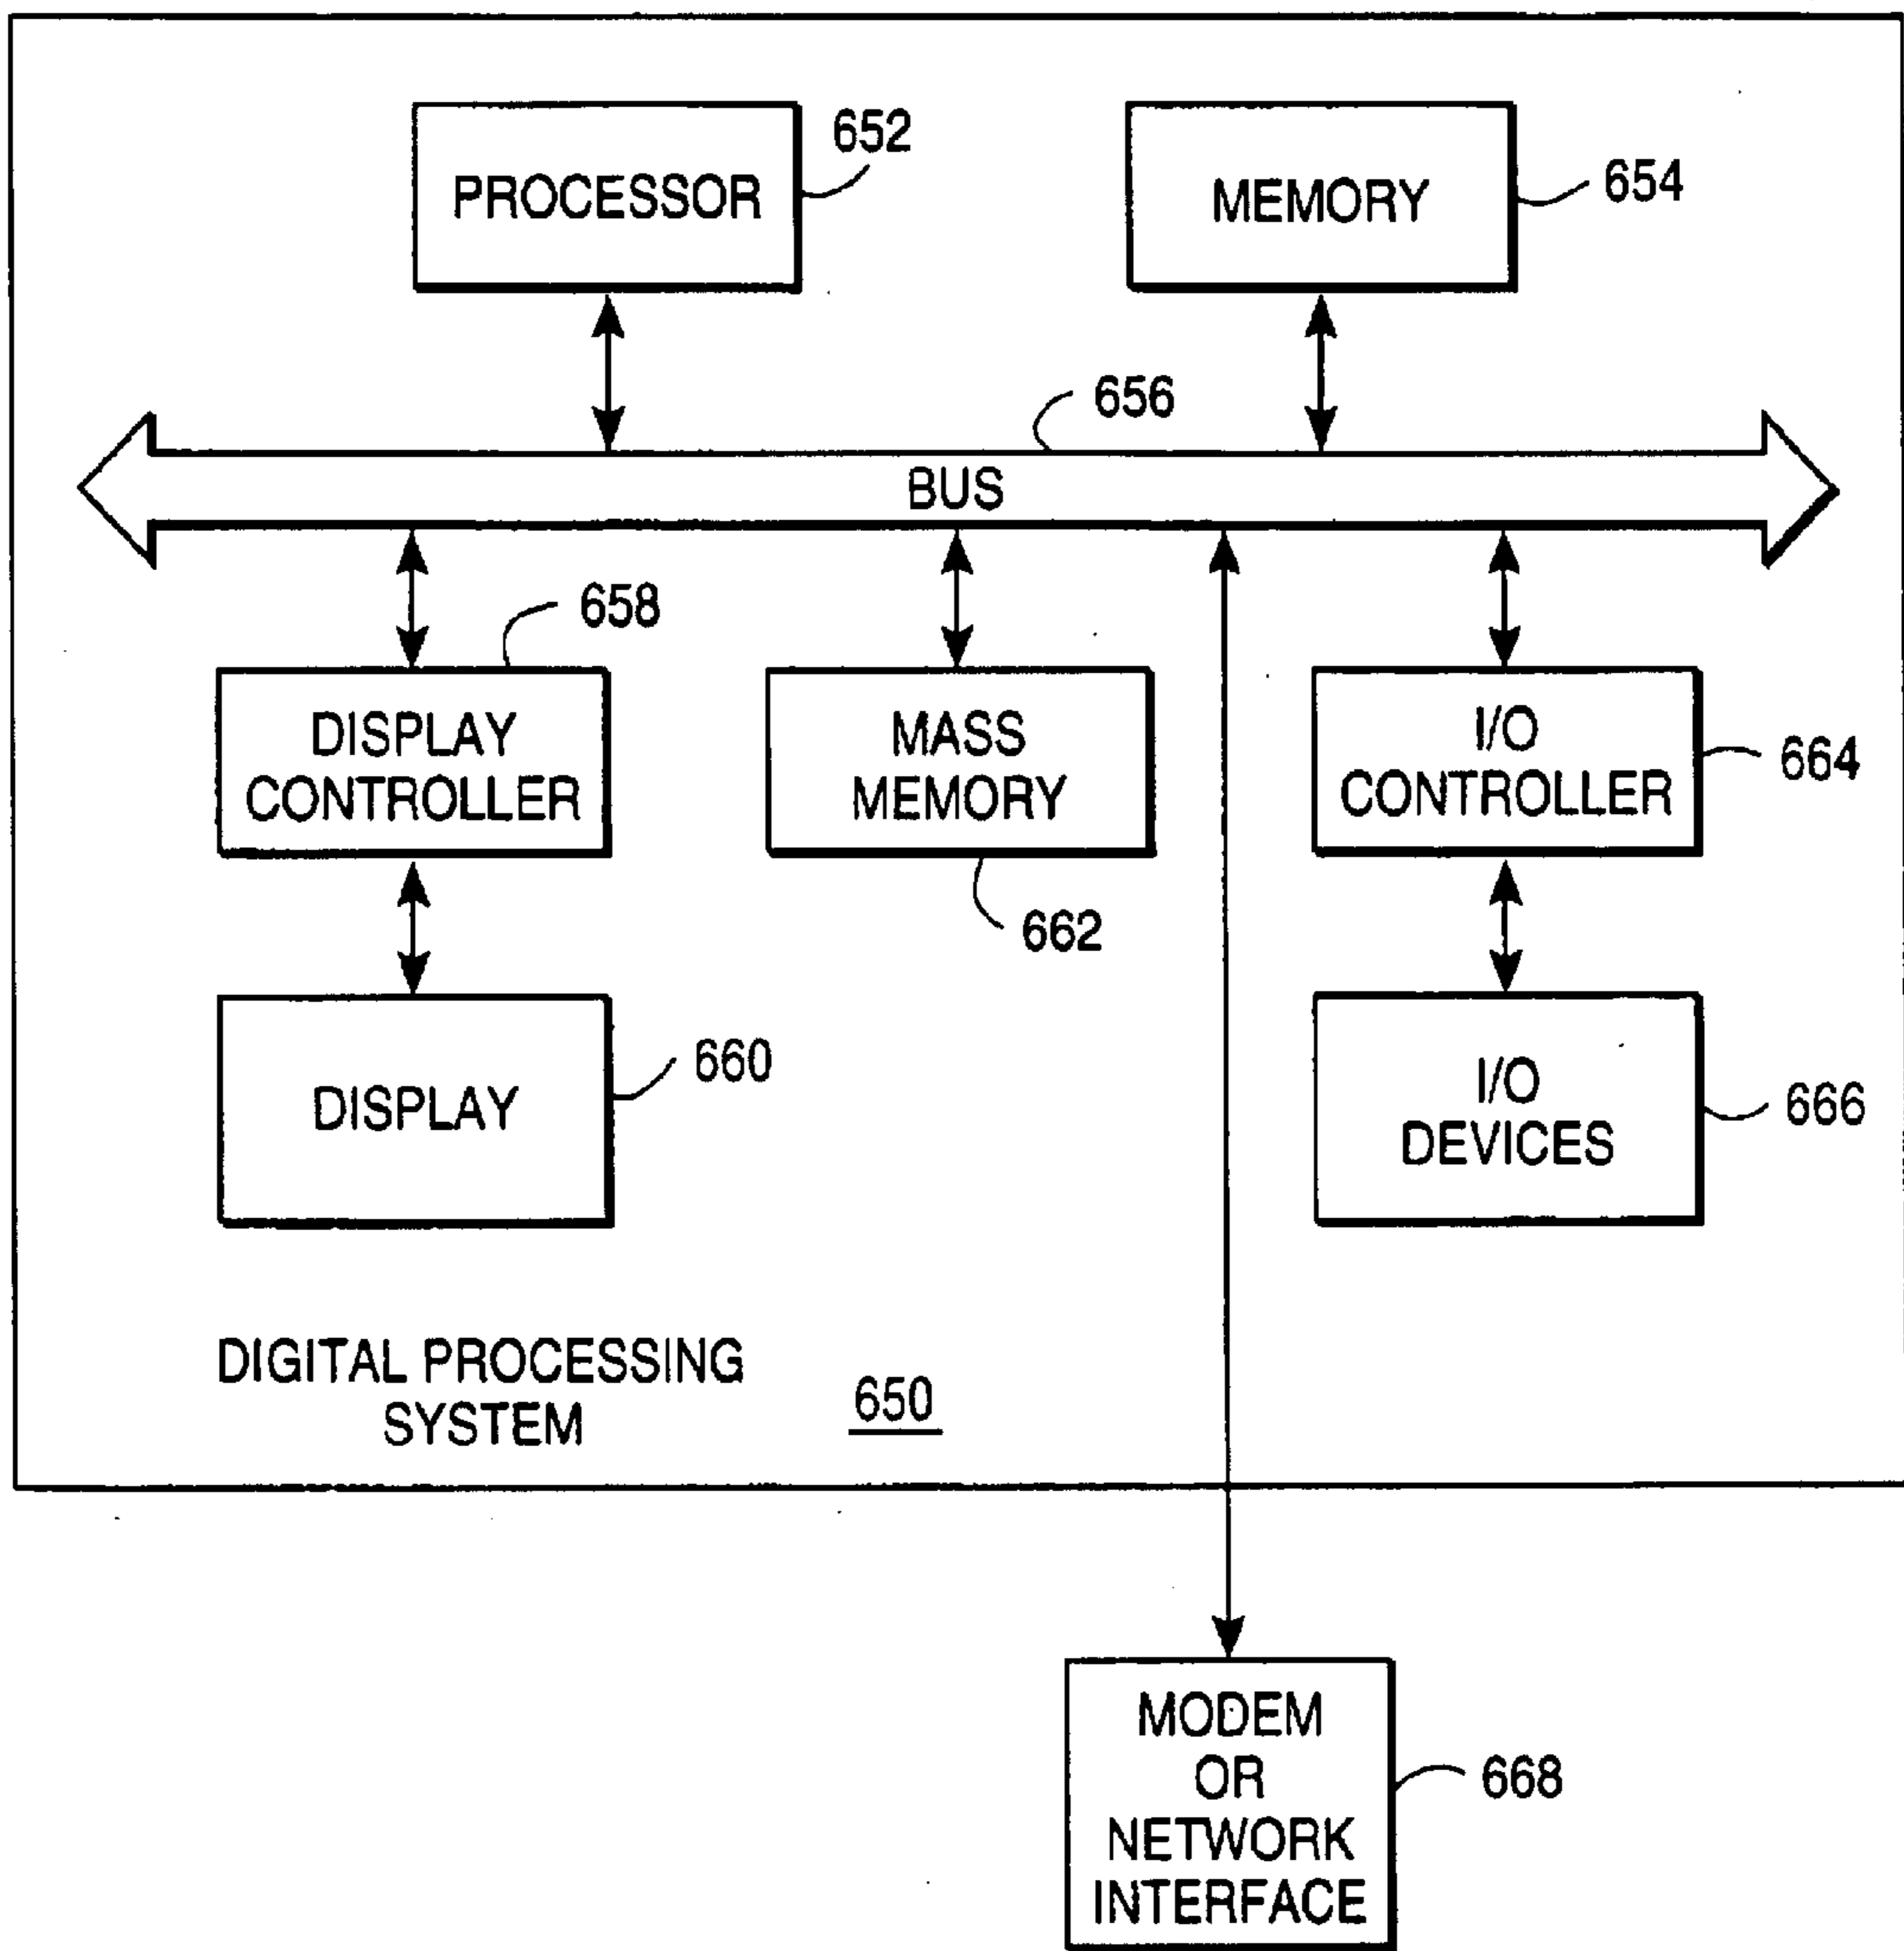 PROCESSOR
652
MEMORY
654
656
BUS
658
DISPLAY
CONTROLLER
MASS
MEMORY
662
I/O
CONTROLLER
664
DISPLAY
660
I/O
DEVICES
666
DIGITAL PROCESSING
SYSTEM
650
MODEM
OR
NETWORK
INTERFACE
668